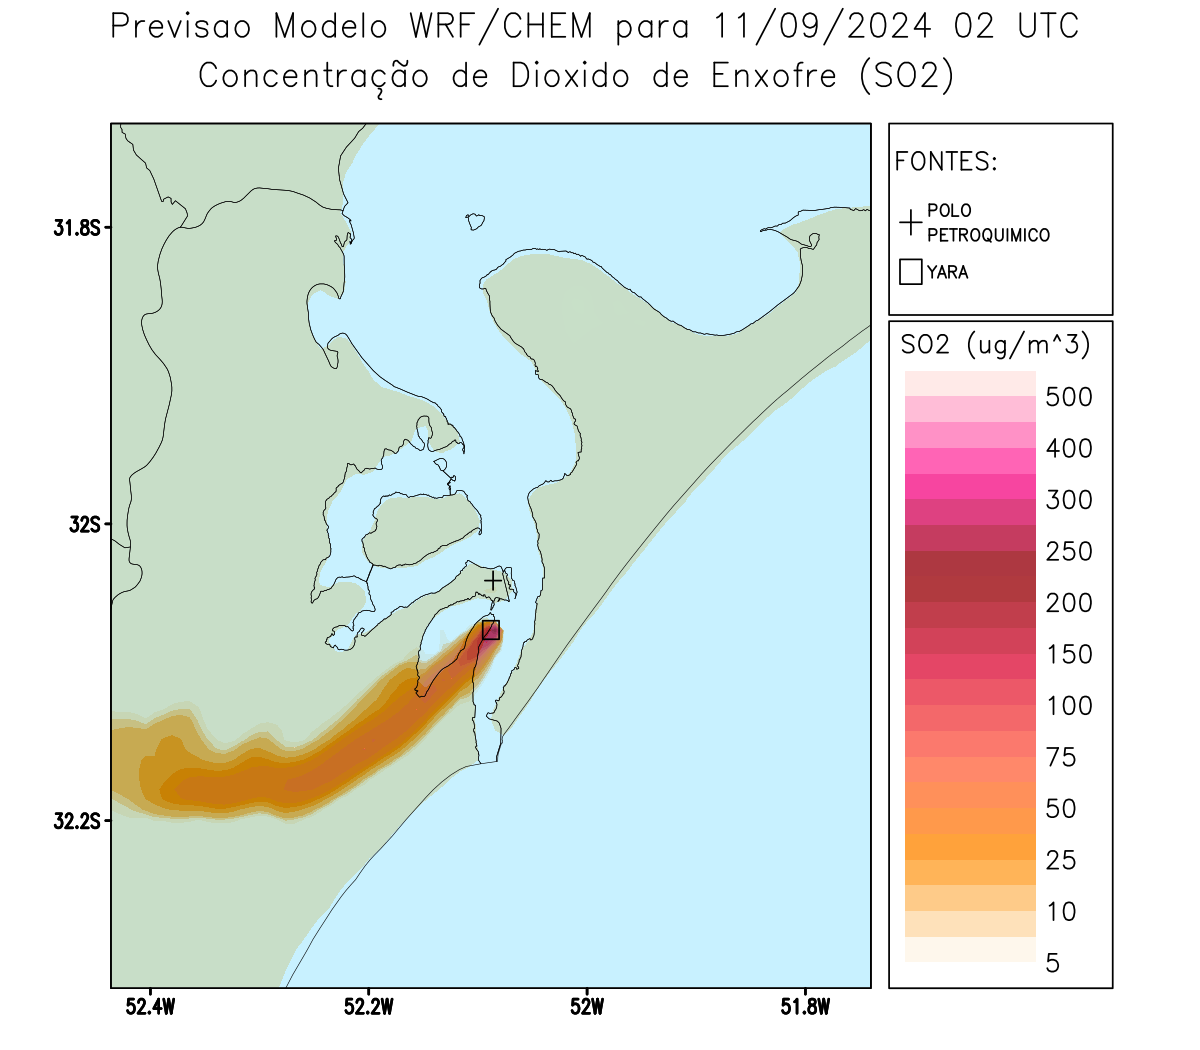 Previsao Modelo WRF/CHEM para 11/09/2024 02 UTC
Concentração de Dioxido de Enxofre (SO2)
FONTES:
POLO
PETROQUIMICO
YARA
SO2 (ug/m^3)
500
400
300
250
200
150
100
75
50
25
10
5
31.8S
32S
32.2S
52.4W
52.2W
52W
51.8W